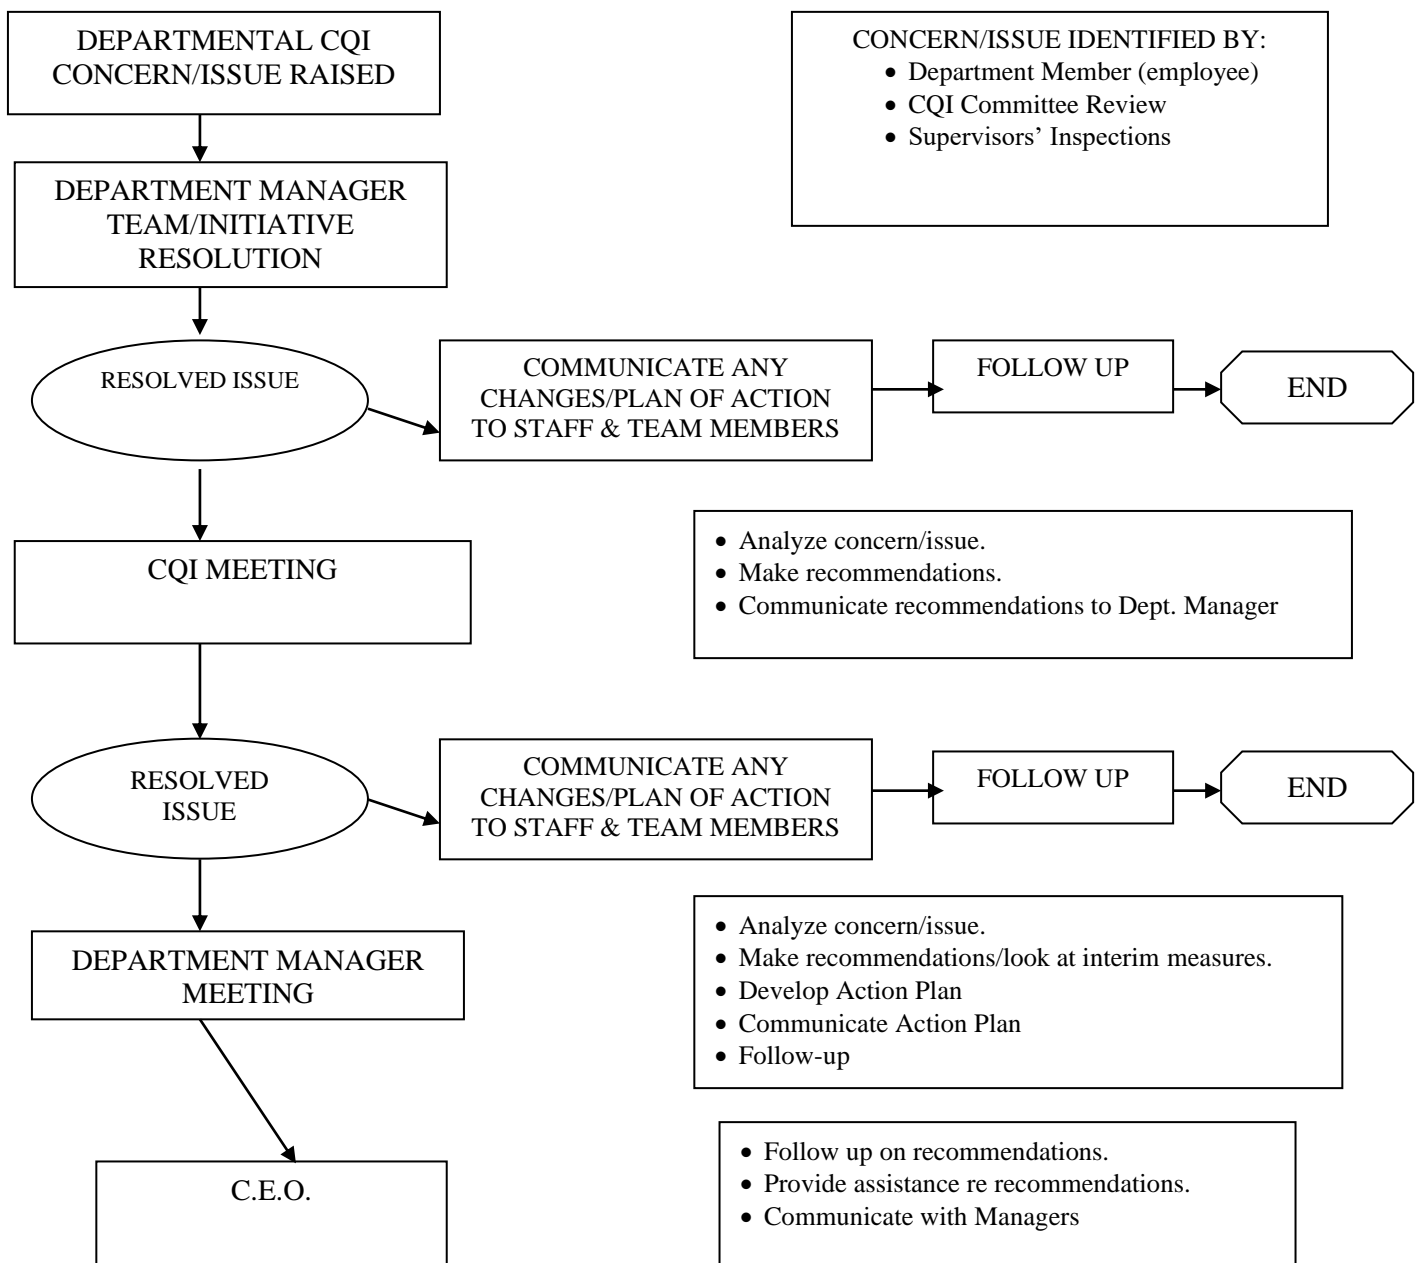 DEPARTMENTAL CQI
CONCERN/ISSUE RAISED
CONCERN/ISSUE IDENTIFIED BY:
• Department Member (employee)
• CQI Committee Review
• Supervisors’ Inspections
DEPARTMENT MANAGER
TEAM/INITIATIVE
RESOLUTION
RESOLVED ISSUE
COMMUNICATE ANY
CHANGES/PLAN OF ACTION
TO STAFF & TEAM MEMBERS
FOLLOW UP
END
CQI MEETING
• Analyze concern/issue.
• Make recommendations.
• Communicate recommendations to Dept. Manager
RESOLVED
ISSUE
COMMUNICATE ANY
CHANGES/PLAN OF ACTION
TO STAFF & TEAM MEMBERS
FOLLOW UP
END
DEPARTMENT MANAGER
MEETING
• Analyze concern/issue.
• Make recommendations/look at interim measures.
• Develop Action Plan
• Communicate Action Plan
• Follow-up
C.E.O.
• Follow up on recommendations.
• Provide assistance re recommendations.
• Communicate with Managers